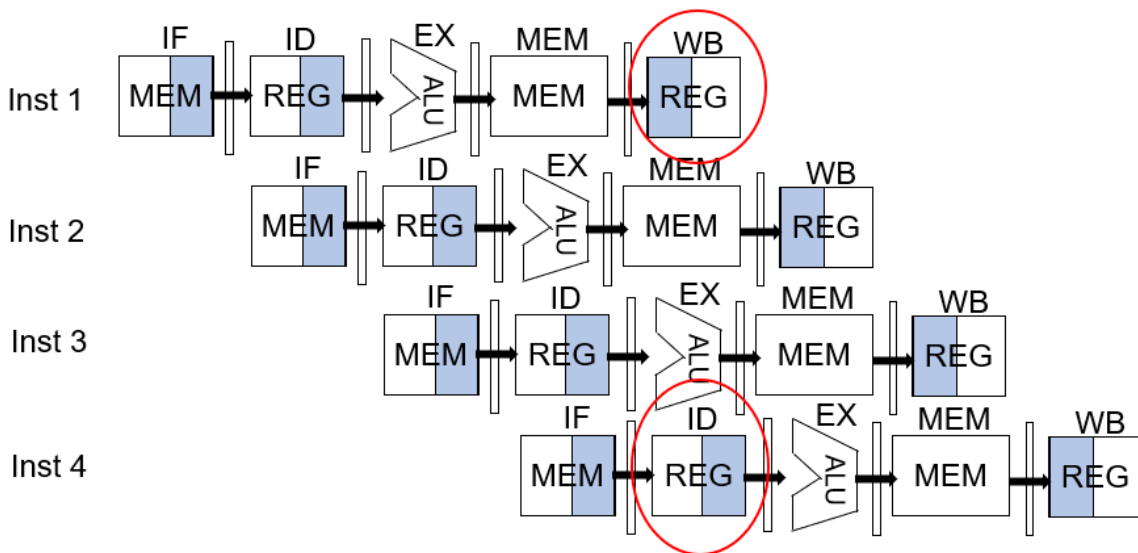 IF ID EX MEM WB
Inst 1 MEM REG ALU MEM REG
IF ID EX MEM WB
Inst 2 MEM REG ALU MEM REG
IF ID EX MEM WB
Inst 3 MEM REG ALU MEM REG
IF ID EX MEM WB
Inst 4 MEM REG ALU MEM REG